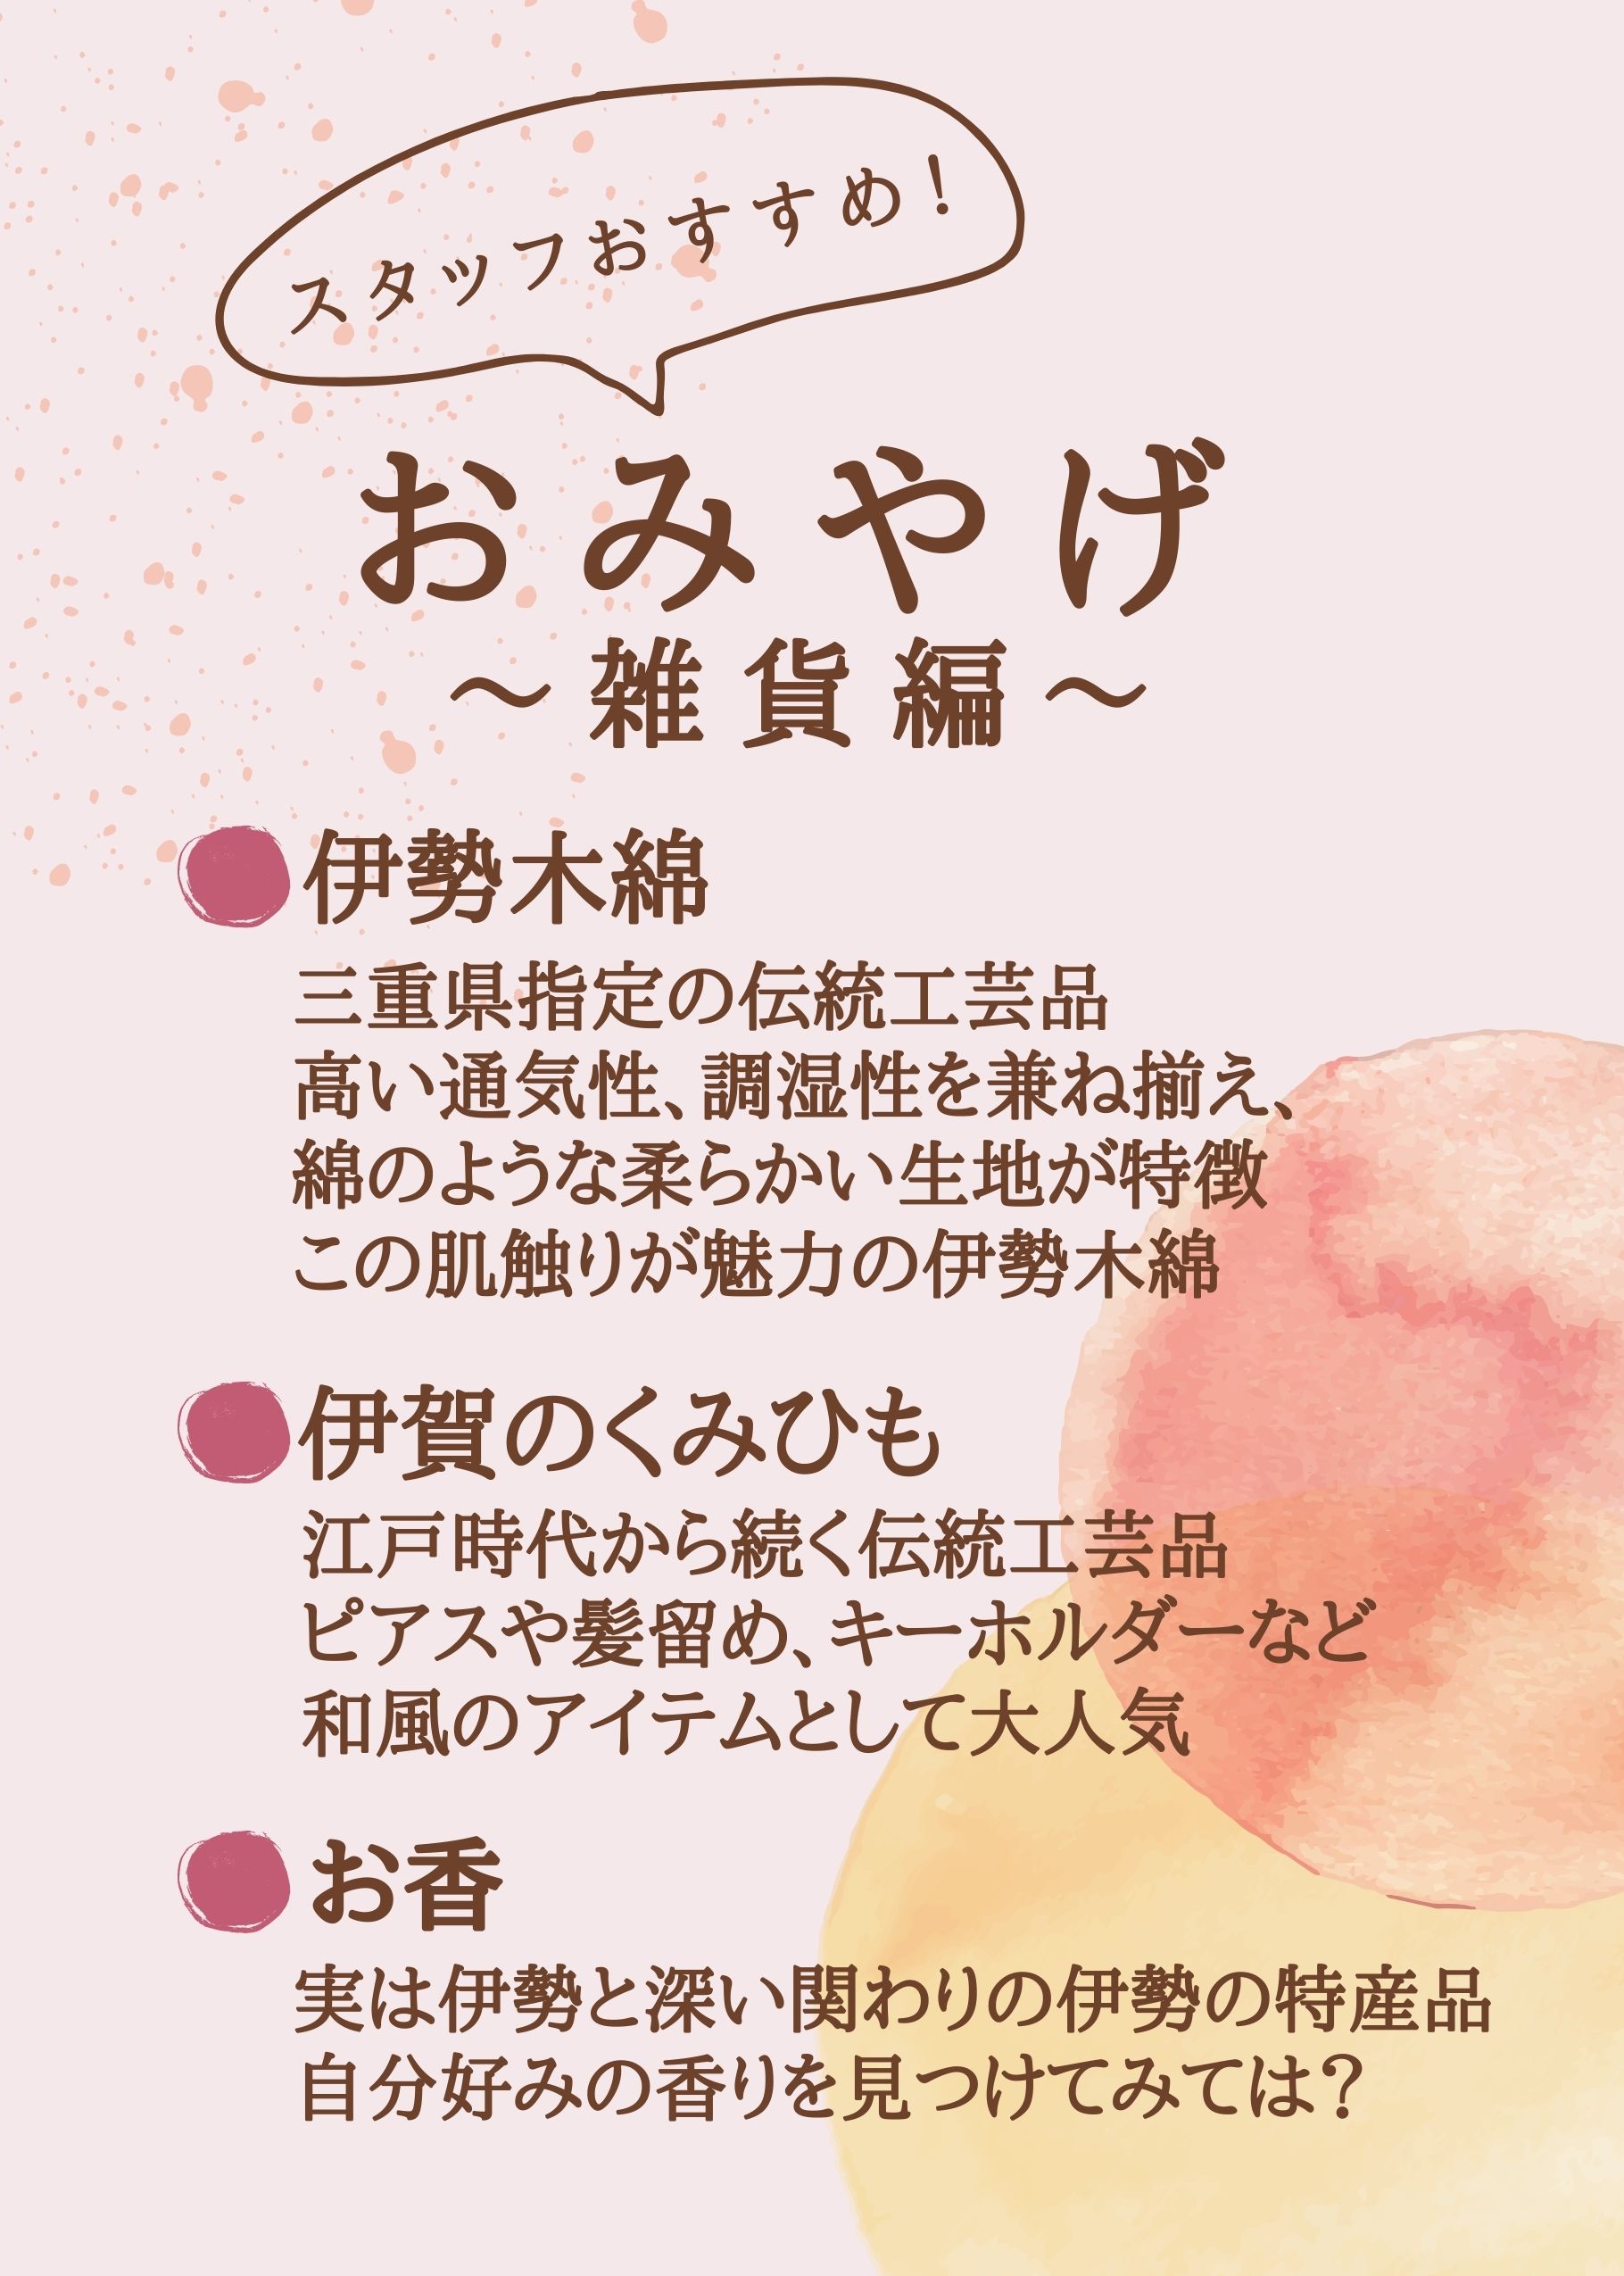 スタッフおすすめ！
おみやげ
～雑貨編～
伊勢木綿
三重県指定の伝統工芸品
高い通気性、調湿性を兼ね揃え、
綿のような柔らかい生地が特徴
この肌触りが魅力の伊勢木綿
伊賀のくみひも
江戸時代から続く伝統工芸品
ピアスや髪留め、キーホルダーなど
和風のアイテムとして大人気
お香
実は伊勢と深い関わりの伊勢の特産品
自分好みの香りを見つけてみては？